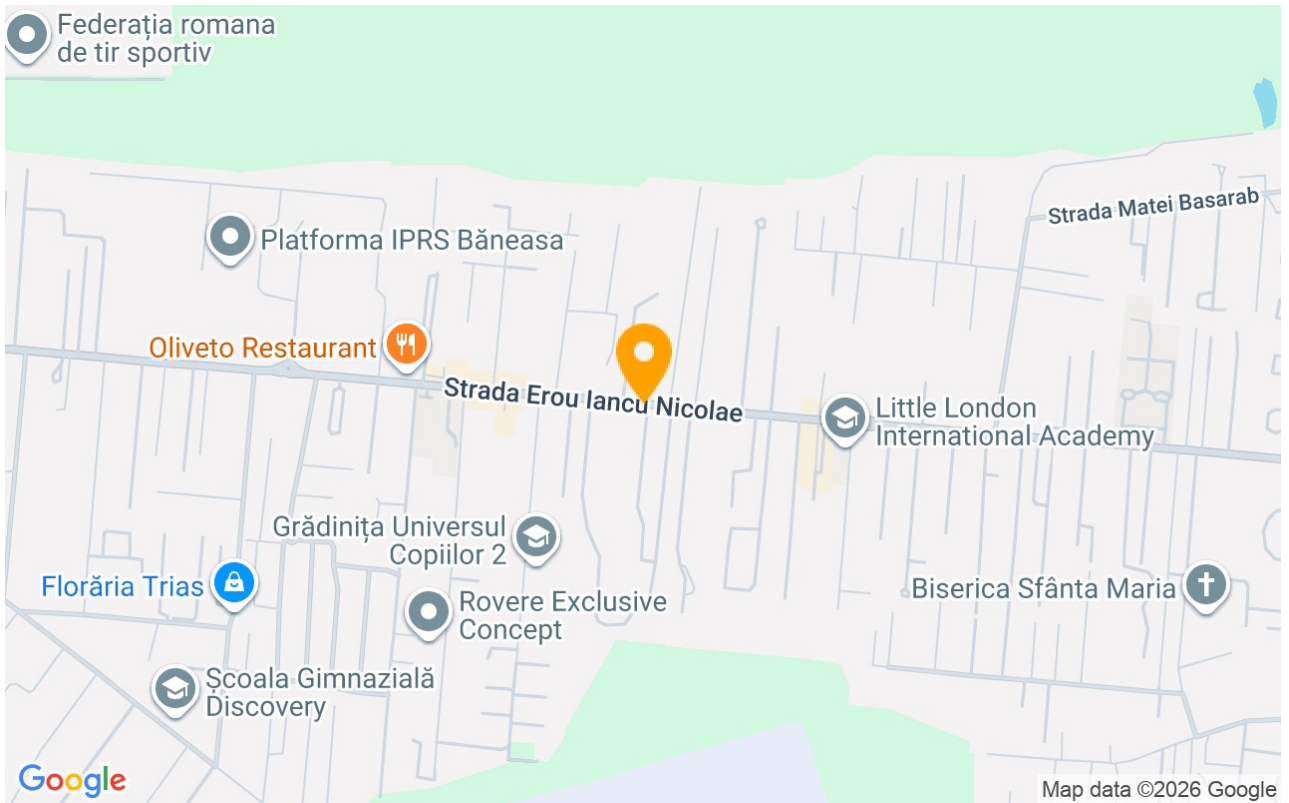 Federația romana
de tir sportiv
Strada Matei Basarab
Platforma IPRS Băneasa
Oliveto Restaurant
Strada Erou Iancu Nicolae
Little London
International Academy
Grădinița Universul
Copiilor 2
Florăria Trias
Biserica Sfânta Maria
Rovere Exclusive
Concept
Școala Gimnazială
Discovery
Google
Map data ©2026 Google